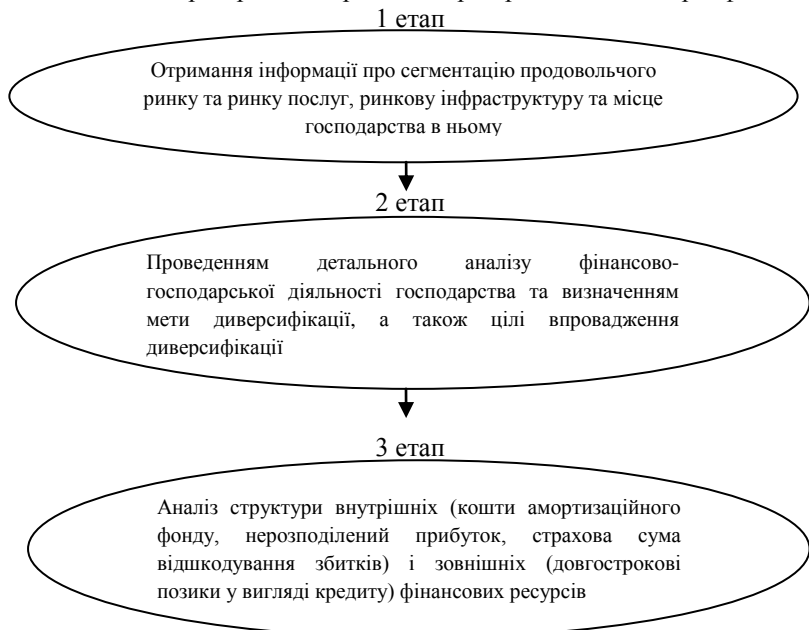 1 етап
Отримання інформації про сегментацію продовольчого
ринку та ринку послуг, ринкову інфраструктуру та місце
господарства в ньому
2 етап
Проведенням детального аналізу фінансово-
господарської діяльності господарства та визначенням
мети диверсифікації, а також цілі впровадження
диверсифікації
3 етап
Аналіз структури внутрішніх (кошти амортизаційного
фонду, нерозподілений прибуток, страхова сума
відшкодування збитків) і зовнішніх (довгострокові
позики у вигляді кредиту) фінансових ресурсів